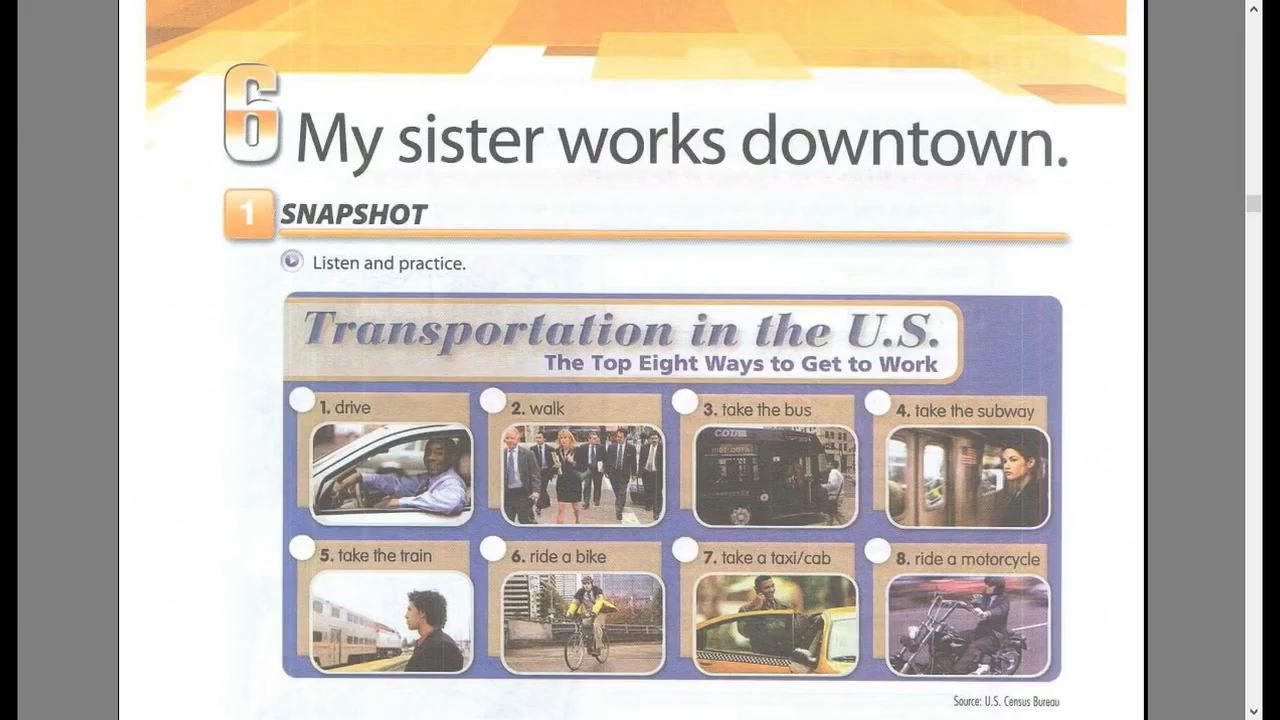 6 My sister works downtown.
1 SNAPSHOT
Listen and practice.
Transportation in the U.S.
The Top Eight Ways to Get to Work
1. drive
2. walk
3. take the bus
4. take the subway
COTA
5. take the train
6. ride a bike
7. take a taxi/cab
8. ride a motorcycle
Source: U.S. Census Bureau